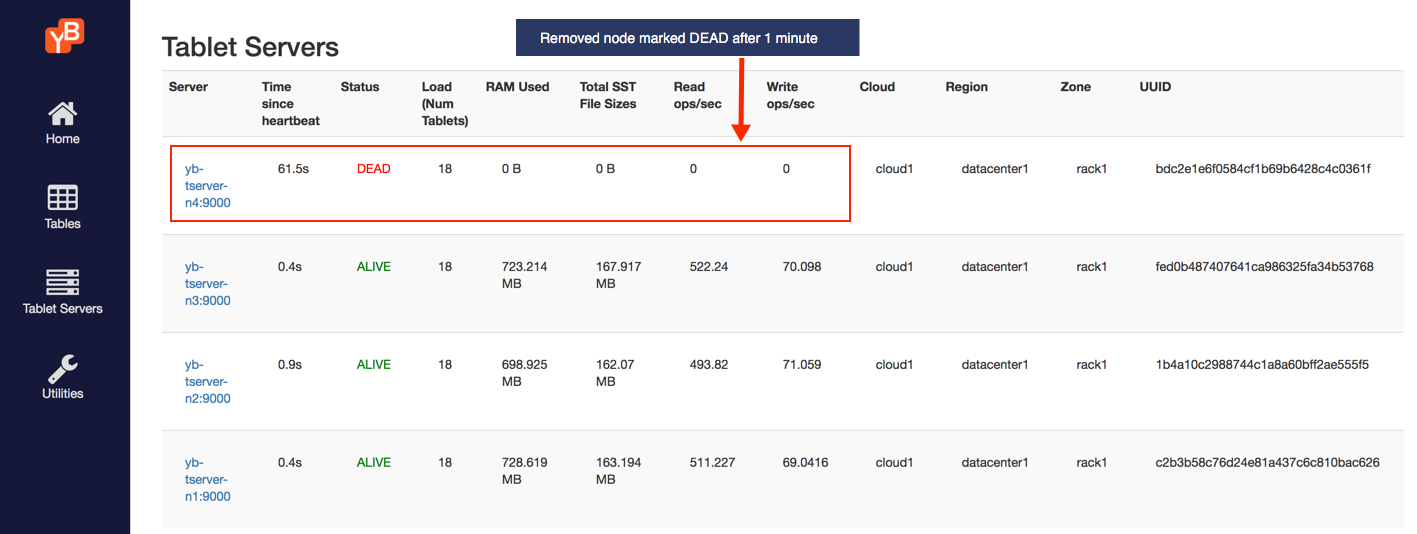 YB
Home
Tables
Tablet Servers
Utilities
Removed node marked DEAD after 1 minute
Tablet Servers
Server Time since heartbeat Status Load (Num Tablets) RAM Used Total SST File Sizes Read ops/sec Write ops/sec Cloud Region Zone UUID
yb-tserver-n4:9000 61.5s DEAD 18 0 B 0 B 0 0 cloud1 datacenter1 rack1 bdc2e1e6f0584cf1b69b6428c4c0361f
yb-tserver-n3:9000 0.4s ALIVE 18 723.214 MB 167.917 MB 522.24 70.098 cloud1 datacenter1 rack1 fed0b487407641ca986325fa34b53768
yb-tserver-n2:9000 0.9s ALIVE 18 698.925 MB 162.07 MB 493.82 71.059 cloud1 datacenter1 rack1 1b4a10c2988744c1a8a60bff2ae555f5
yb-tserver-n1:9000 0.4s ALIVE 18 728.619 MB 163.194 MB 511.227 69.0416 cloud1 datacenter1 rack1 c2b3b58c76d24e81a437c6c810bac626